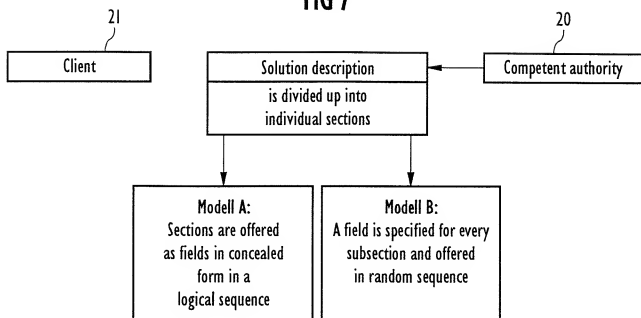 FIG 7
21
20
Client
Solution description
Competent authority
is divided up into
individual sections
Modell A:
Sections are offered
as fields in concealed
form in a
logical sequence
Modell B:
A field is specified for every
subsection and offered
in random sequence